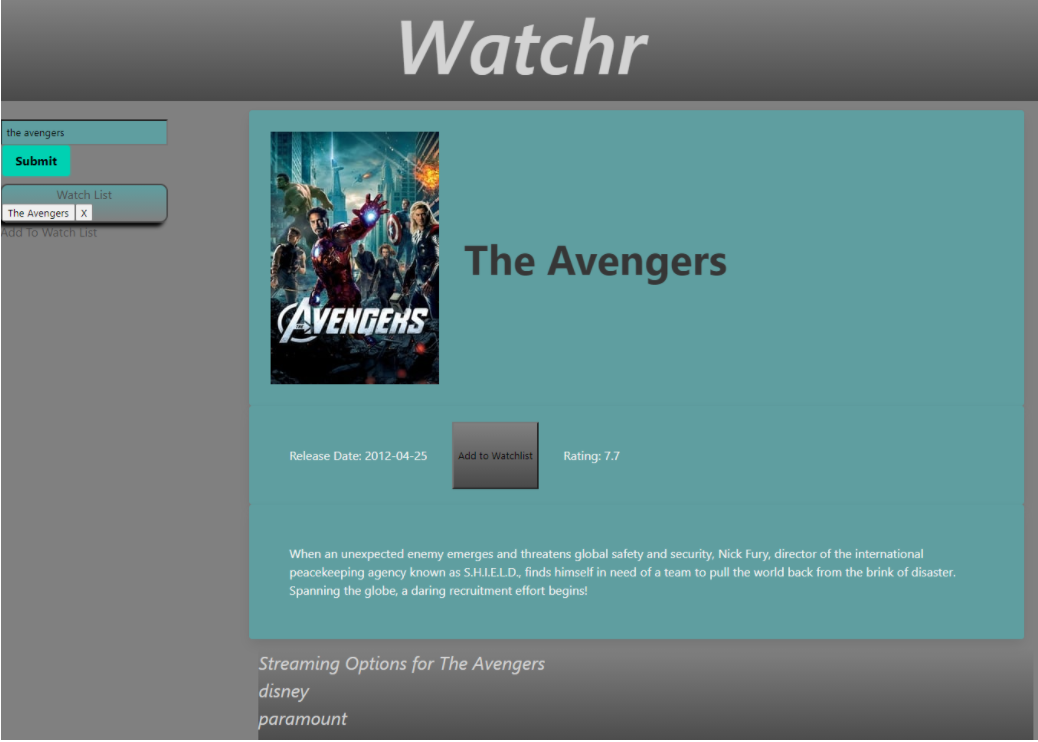 Watchr
the avengers
Submit
Watch List
The Avengers X
Add To Watch List
THE AVENGERS
The Avengers
Release Date: 2012-04-25
Add to Watchlist
Rating: 7.7
When an unexpected enemy emerges and threatens global safety and security, Nick Fury, director of the international
peacekeeping agency known as S.H.I.E.L.D., finds himself in need of a team to pull the world back from the brink of disaster.
Spanning the globe, a daring recruitment effort begins!
Streaming Options for The Avengers
disney
paramount